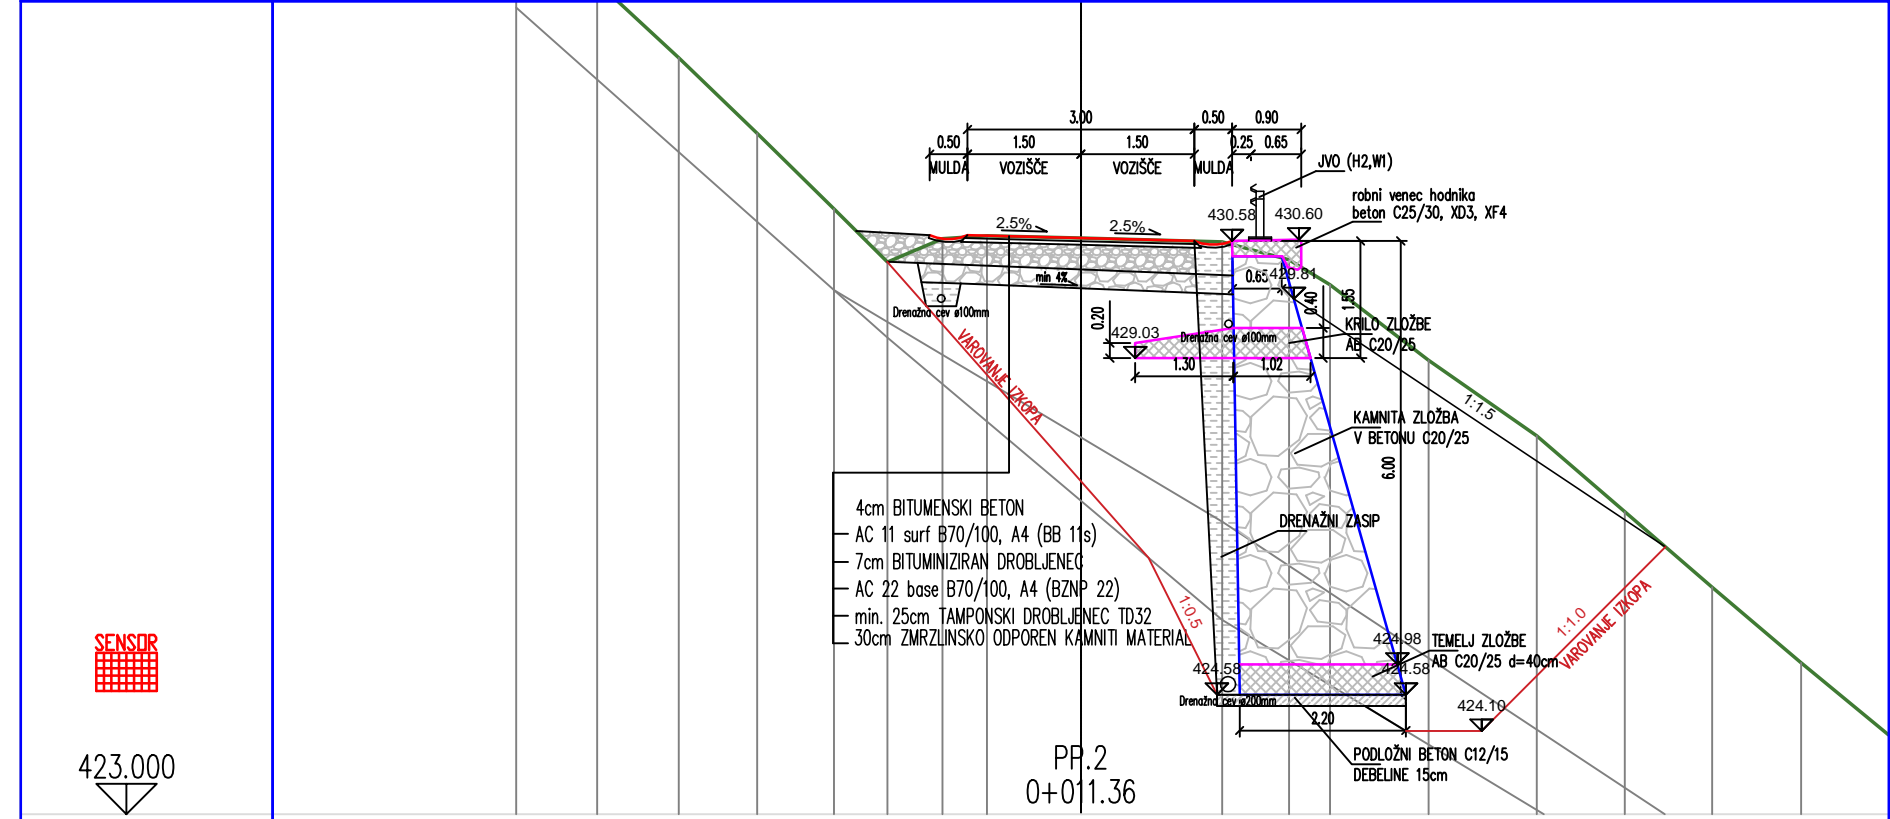 3.00
0.50
0.90
0.50
1.50
1.50
0.25
0.65
MULDA
VOZIŠČE
VOZIŠČE
MULDA
JVO (H2,W1)
robni venec hodnika
beton C25/30, XD3, XF4
430.58
430.60
2.5%
2.5%
min 4%
0.65
429.81
0.40
1.55
Drenažna cev ø100mm
0.20
429.03
Drenažna cev ø100mm
KRILO ZLOŽBE
AB C20/25
1.30
1.02
VAROVANJE IZKOPA
1:1.5
KAMNITA ZLOŽBA
V BETONU C20/25
6.00
4cm BITUMENSKI BETON
AC 11 surf B70/100, A4 (BB 11s)
7cm BITUMINIZIRAN DROBLJENEC
AC 22 base B70/100, A4 (BZNP 22)
min. 25cm TAMPONSKI DROBLJENEC TD32
30cm ZMRZLINSKO ODPOREN KAMNITI MATERIAL
DRENAŽNI ZASIP
1:0.5
1:1.0
VAROVANJE IZKOPA
SENSOR
424.98
TEMELJ ZLOŽBE
AB C20/25 d=40cm
424.58
424.58
Drenažna cev ø200mm
424.10
2.20
PODLOŽNI BETON C12/15
DEBELINE 15cm
423.000
PP.2
0+011.36